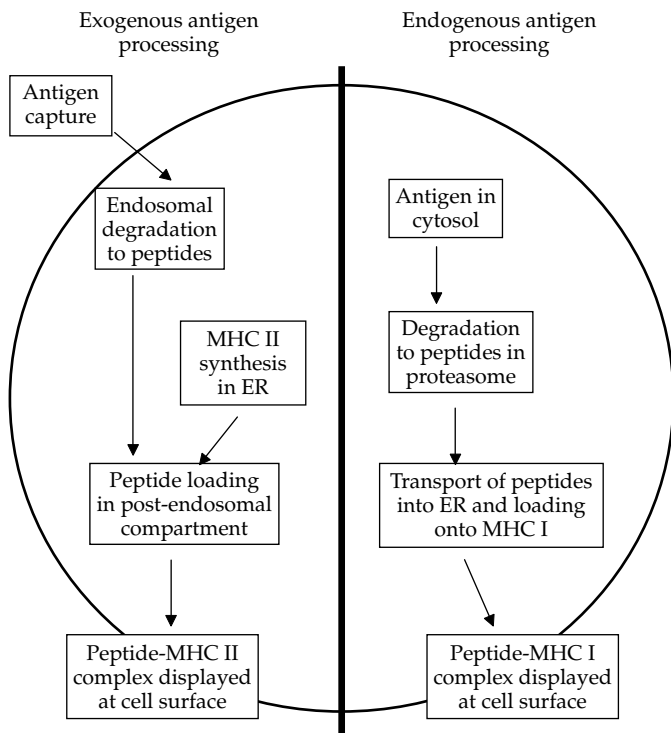 Exogenous antigen
processing
Antigen
capture
Endosomal
degradation
to peptides
MHC II
synthesis
in ER
Peptide loading
in post-endosomal
compartment
Peptide-MHC II
complex displayed
at cell surface
Endogenous antigen
processing
Antigen in
cytosol
Degradation
to peptides in
proteasome
Transport of peptides
into ER and loading
onto MHC I
Peptide-MHC I
complex displayed
at cell surface